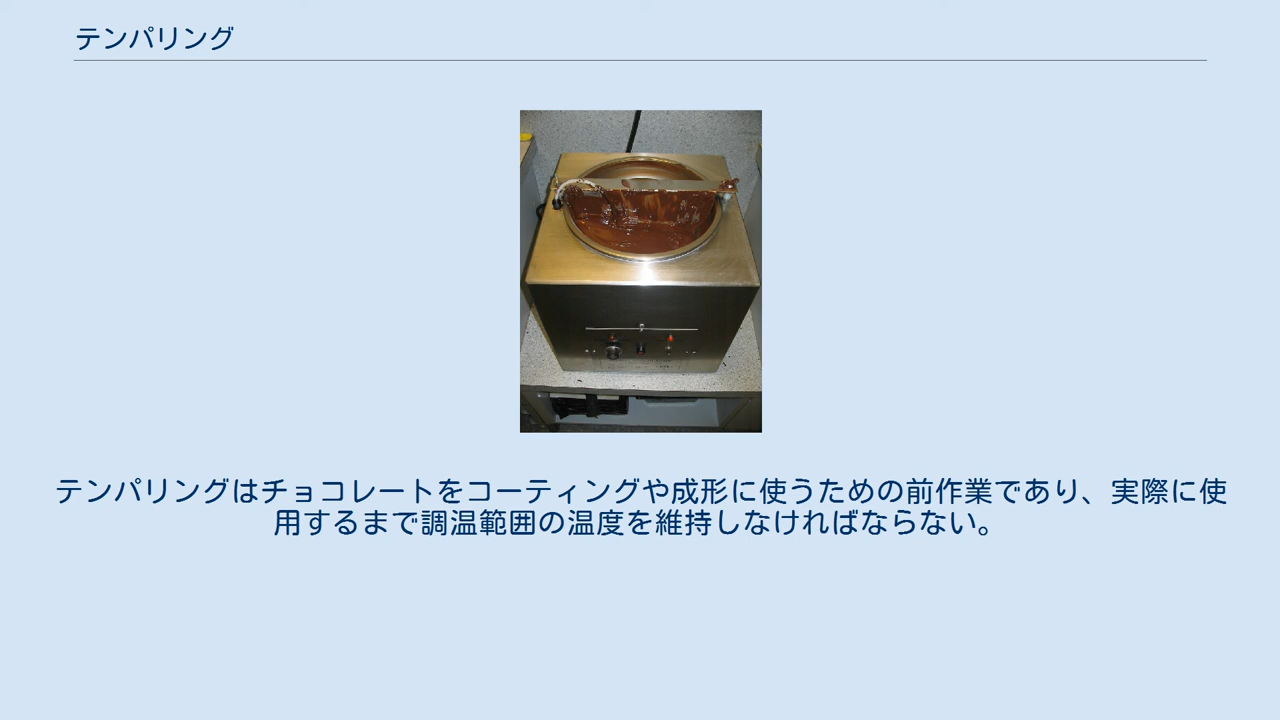 テンパリング
テンパリングはチョコレートをコーティングや成形に使うための前作業であり、実際に使
用するまで調温範囲の温度を維持しなければならない。